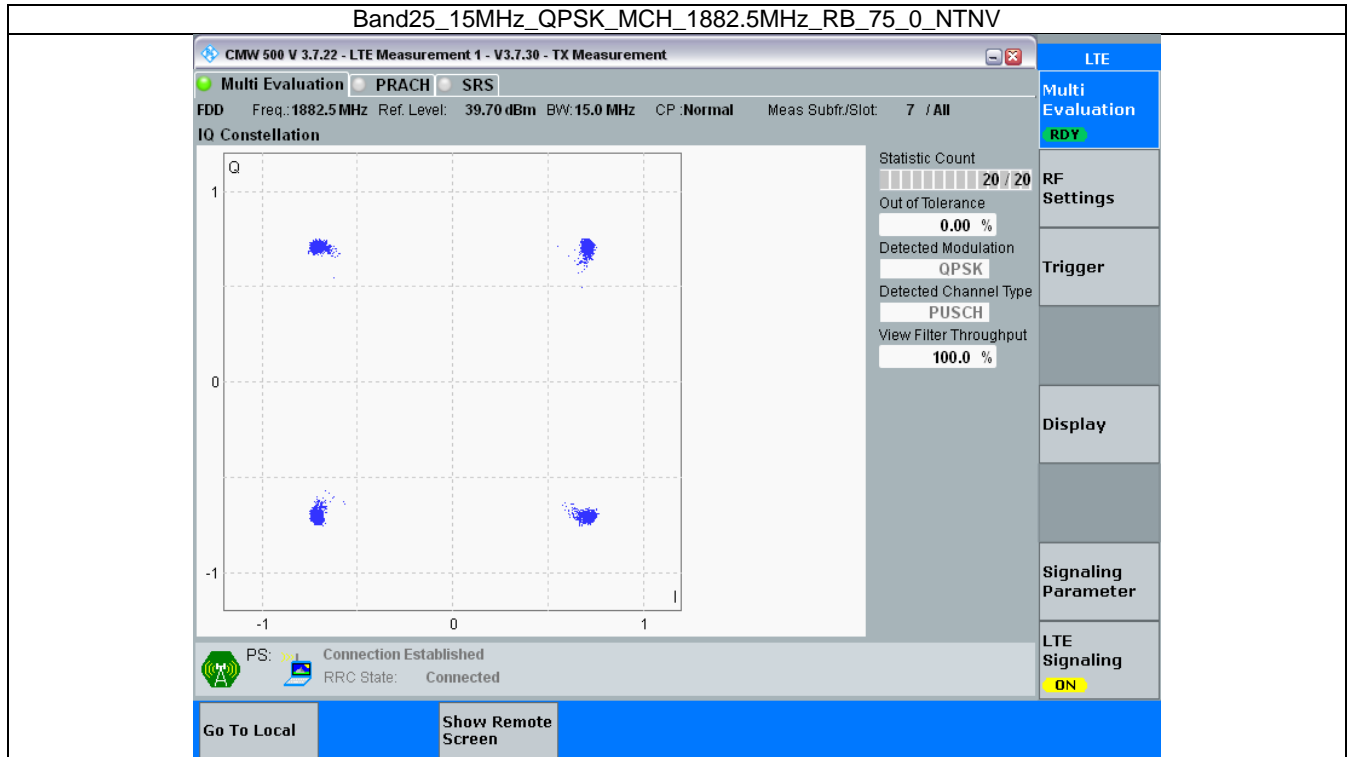 Band25_15MHz_QPSK_MCH_1882.5MHz_RB_75_0_NTNV
CMW 500 V 3.7.22 - LTE Measurement 1 - V3.7.30 - TX Measurement
LTE
Multi Evaluation PRACH SRS
FDD Freq.:1882.5 MHz Ref. Level: 39.70 dBm BW:15.0 MHz CP :Normal Meas Subfr./Slot: 7 / All
IQ Constellation
Q
1
0
-1
I
-1 0 1
Statistic Count
20 / 20
Out of Tolerance
0.00 %
Detected Modulation
QPSK
Detected Channel Type
PUSCH
View Filter Throughput
100.0 %
Multi
Evaluation
RDY
RF
Settings
Trigger
Display
Signaling
Parameter
LTE
Signaling
ON
PS: Connection Established
RRC State: Connected
Go To Local
Show Remote
Screen